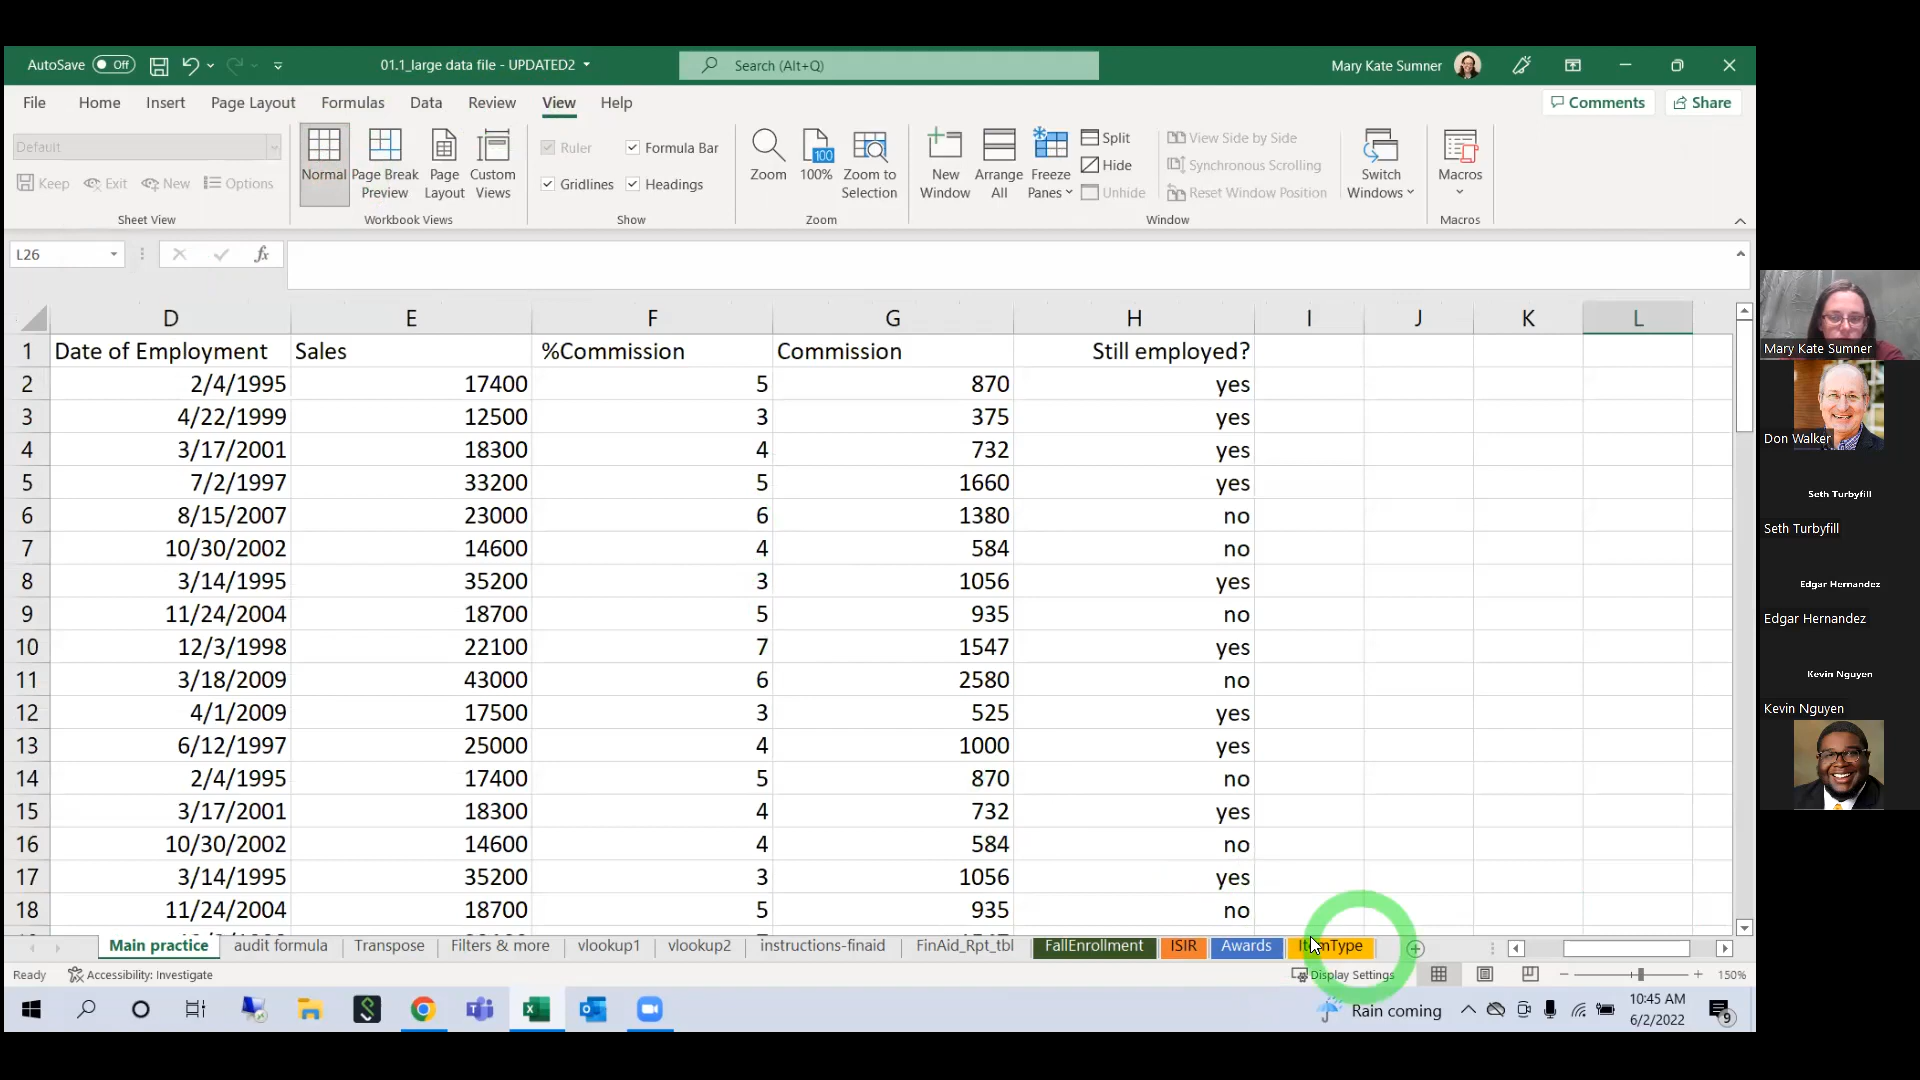 AutoSave Off 01.1_large data file - UPDATED2 Search (Alt+Q) Mary Kate Sumner
File Home Insert Page Layout Formulas Data Review View Help Comments Share
Default
Keep Exit New Options
Sheet View
Normal Page Break Preview Page Layout Custom Views
Workbook Views
Ruler Formula Bar
Gridlines Headings
Show
Zoom 100% Zoom to Selection
100
Zoom
New Window Arrange All Freeze Panes
Split
Hide
Unhide
View Side by Side
Synchronous Scrolling
Reset Window Position
Switch Windows
Window
Macros
Macros
L26 fx
D E F G H I J K L
1 Date of Employment Sales %Commission Commission Still employed?
2 2/4/1995 17400 5 870 yes
3 4/22/1999 12500 3 375 yes
4 3/17/2001 18300 4 732 yes
5 7/2/1997 33200 5 1660 yes
6 8/15/2007 23000 6 1380 no
7 10/30/2002 14600 4 584 no
8 3/14/1995 35200 3 1056 yes
9 11/24/2004 18700 5 935 no
10 12/3/1998 22100 7 1547 yes
11 3/18/2009 43000 6 2580 no
12 4/1/2009 17500 3 525 yes
13 6/12/1997 25000 4 1000 yes
14 2/4/1995 17400 5 870 no
15 3/17/2001 18300 4 732 yes
16 10/30/2002 14600 4 584 no
17 3/14/1995 35200 3 1056 yes
18 11/24/2004 18700 5 935 no
Main practice audit formula Transpose Filters & more vlookup1 vlookup2 instructions-finaid FinAid_Rpt_tbl FallEnrollment ISIR Awards ItemType
Ready Accessibility: Investigate Display Settings 150%
Rain coming
10:45 AM
6/2/2022
9
Mary Kate Sumner
Don Walker
Seth Turbyfill
Seth Turbyfill
Edgar Hernandez
Edgar Hernandez
Kevin Nguyen
Kevin Nguyen